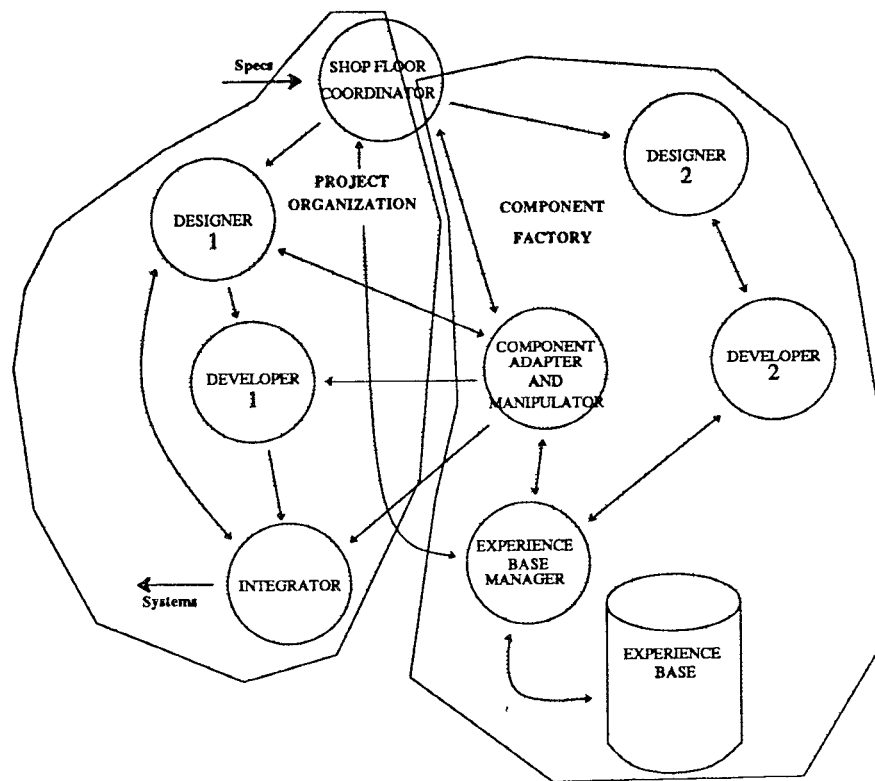 Specs
SHOP FLOOR
COORDINATOR
DESIGNER
2
PROJECT
ORGANIZATION
DESIGNER
1
COMPONENT
FACTORY
COMPONENT
ADAPTER
AND
MANIPULATOR
DEVELOPER
2
DEVELOPER
1
EXPERIENCE
BASE
MANAGER
INTEGRATOR
Systems
EXPERIENCE
BASE